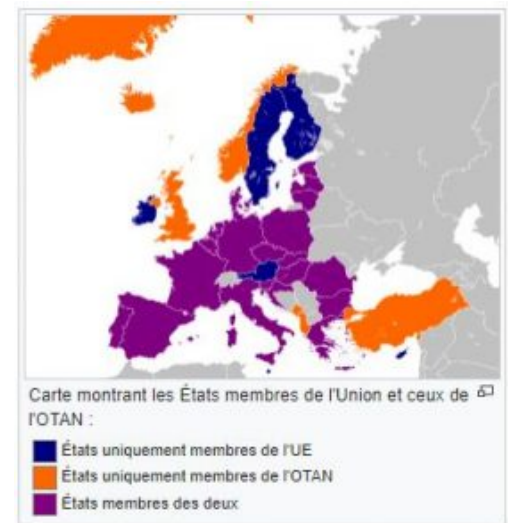 Carte montrant les États membres de l'Union et ceux de
l'OTAN :
États uniquement membres de l'UE
États uniquement membres de l'OTAN
États membres des deux